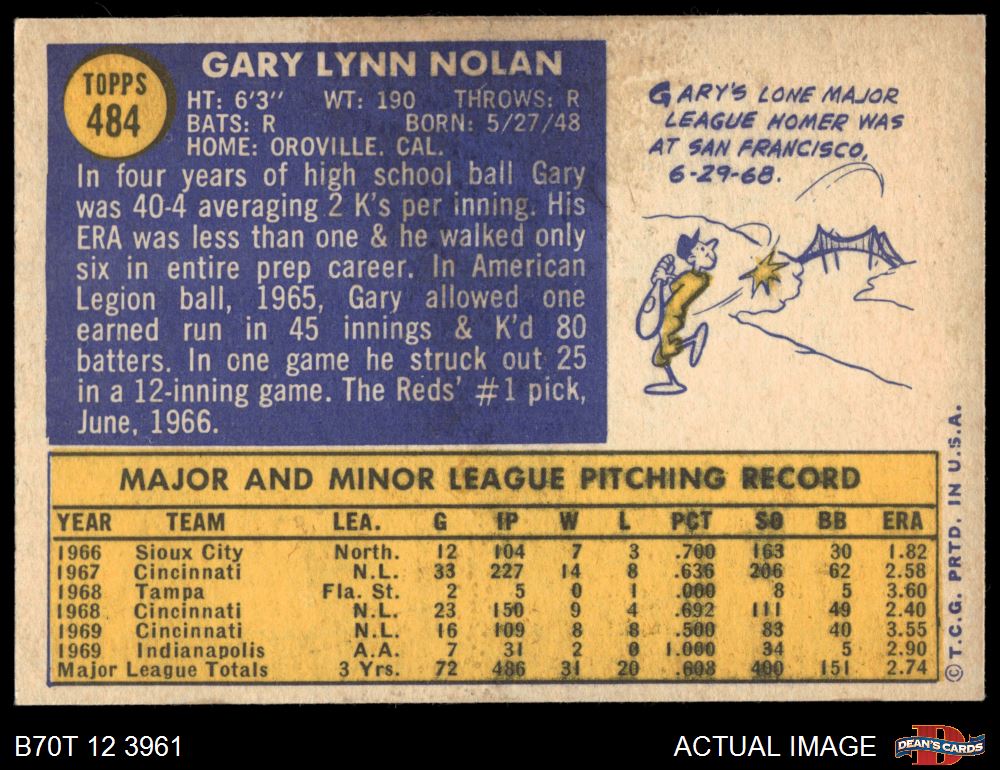 TOPPS
484
GARY LYNN NOLAN
HT: 6'3" WT: 190 THROWS: R
BATS: R BORN: 5/27/48
HOME: OROVILLE, CAL.
In four years of high school ball Gary
was 40-4 averaging 2 K's per inning. His
ERA was less than one & he walked only
six in entire prep career. In American
Legion ball, 1965, Gary allowed one
earned run in 45 innings & K'd 80
batters. In one game he struck out 25
in a 12-inning game. The Reds' #1 pick,
June, 1966.
GARY'S LONE MAJOR
LEAGUE HOMER WAS
AT SAN FRANCISCO,
6-29-68.
MAJOR AND MINOR LEAGUE PITCHING RECORD
YEAR TEAM LEA. G IP W L PCT SO BB ERA
1966 Sioux City North. 12 104 7 3 .700 163 30 1.82
1967 Cincinnati N.L. 33 227 14 8 .636 206 62 2.58
1968 Tampa Fla. St. 2 5 0 1 .000 8 5 3.60
1968 Cincinnati N.L. 23 150 9 4 .692 111 49 2.40
1969 Cincinnati N.L. 16 109 8 8 .500 83 40 3.55
1969 Indianapolis A.A. 7 31 2 0 1.000 34 5 2.90
Major League Totals 3 Yrs. 72 486 31 20 .608 400 151 2.74
© T.C.G. PRTD. IN U.S.A.
B70T 12 3961
ACTUAL IMAGE
D
DEAN'S CARDS